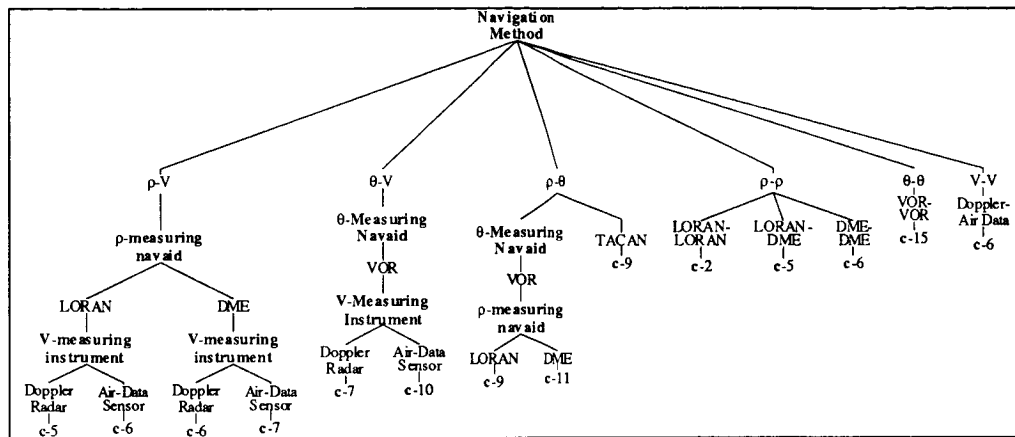 Navigation
Method
ρ-V
θ-V
ρ-θ
ρ-ρ
θ-θ
V-V
ρ-measuring
navaid
θ-Measuring
Navaid
θ-Measuring
Navaid
TACAN
c-9
LORAN-
LORAN
c-2
LORAN-
DME
c-5
DME-
DME
c-6
VOR-
VOR
c-15
Doppler-
Air Data
c-6
VOR
VOR
LORAN
DME
V-Measuring
Instrument
ρ-measuring
navaid
V-measuring
instrument
V-measuring
instrument
Doppler
Radar
c-7
Air-Data
Sensor
c-10
LORAN
c-9
DME
c-11
Doppler
Radar
c-5
Air-Data
Sensor
c-6
Doppler
Radar
c-6
Air-Data
Sensor
c-7